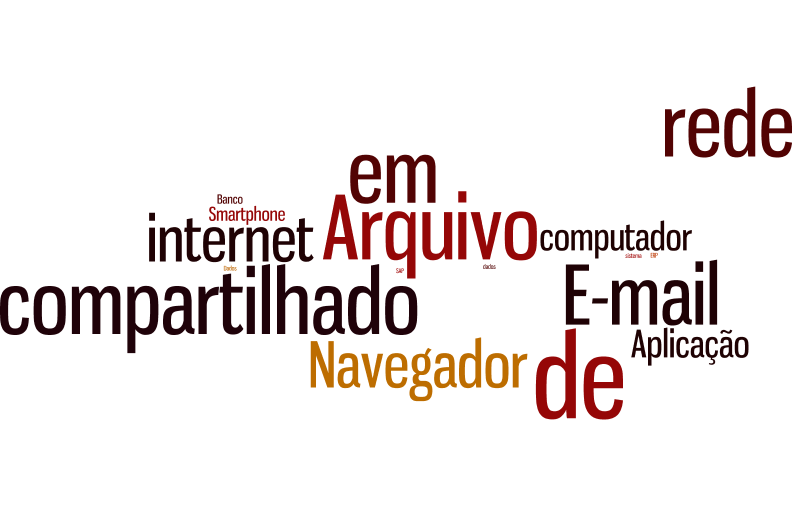 rede
em
Banco
Smartphone
internet
Arquivo
computador
sistema
ERP
Dados
SAP
dados
compartilhado
E-mail
Aplicação
Navegador
de